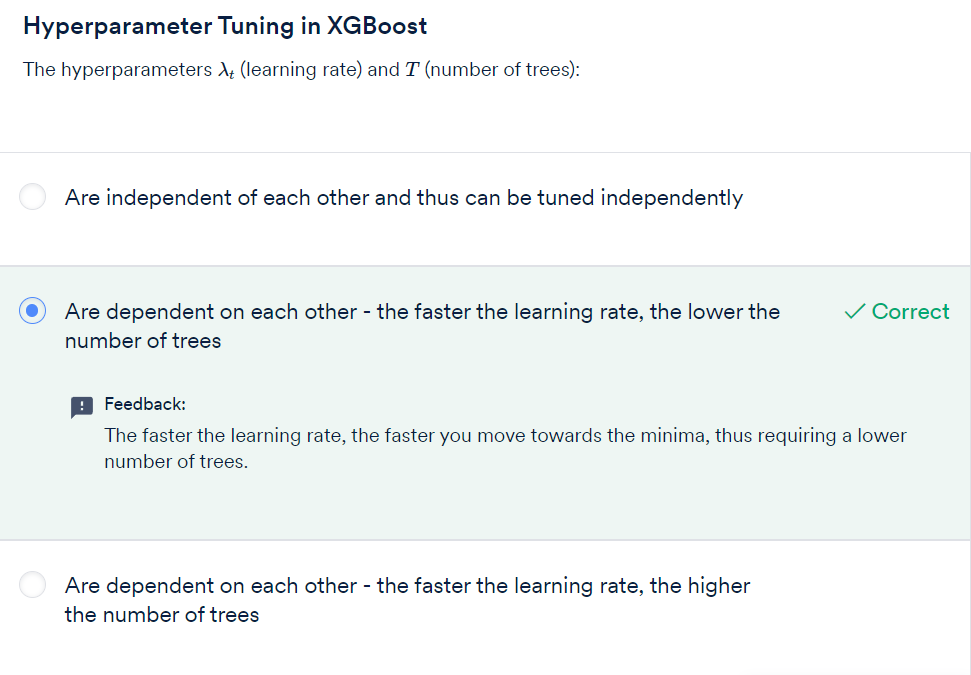 Hyperparameter Tuning in XGBoost
The hyperparameters λt (learning rate) and T (number of trees):
Are independent of each other and thus can be tuned independently
Are dependent on each other - the faster the learning rate, the lower the
number of trees
✓ Correct
Feedback:
The faster the learning rate, the faster you move towards the minima, thus requiring a lower
number of trees.
Are dependent on each other - the faster the learning rate, the higher
the number of trees